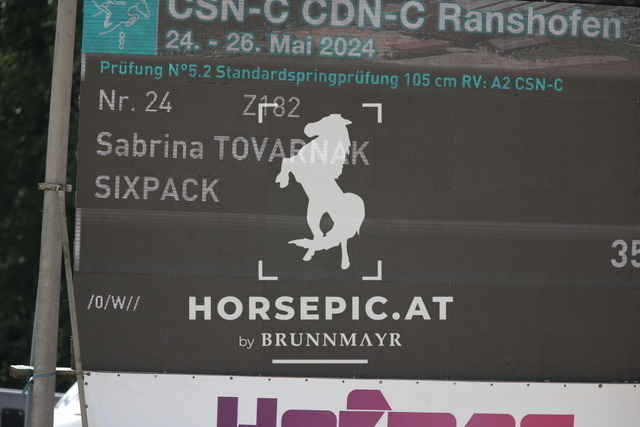 CSN-C CDN-C Ranshofen
24. - 26. Mai 2024
Prüfung N°5.2 Standardspringprüfung 105 cm RV: A2 CSN-C
Nr. 24 Z182
Sabrina TOVARNAK
SIXPACK
35
/O/W//
HORSEPIC.AT
by BRUNNMAYR